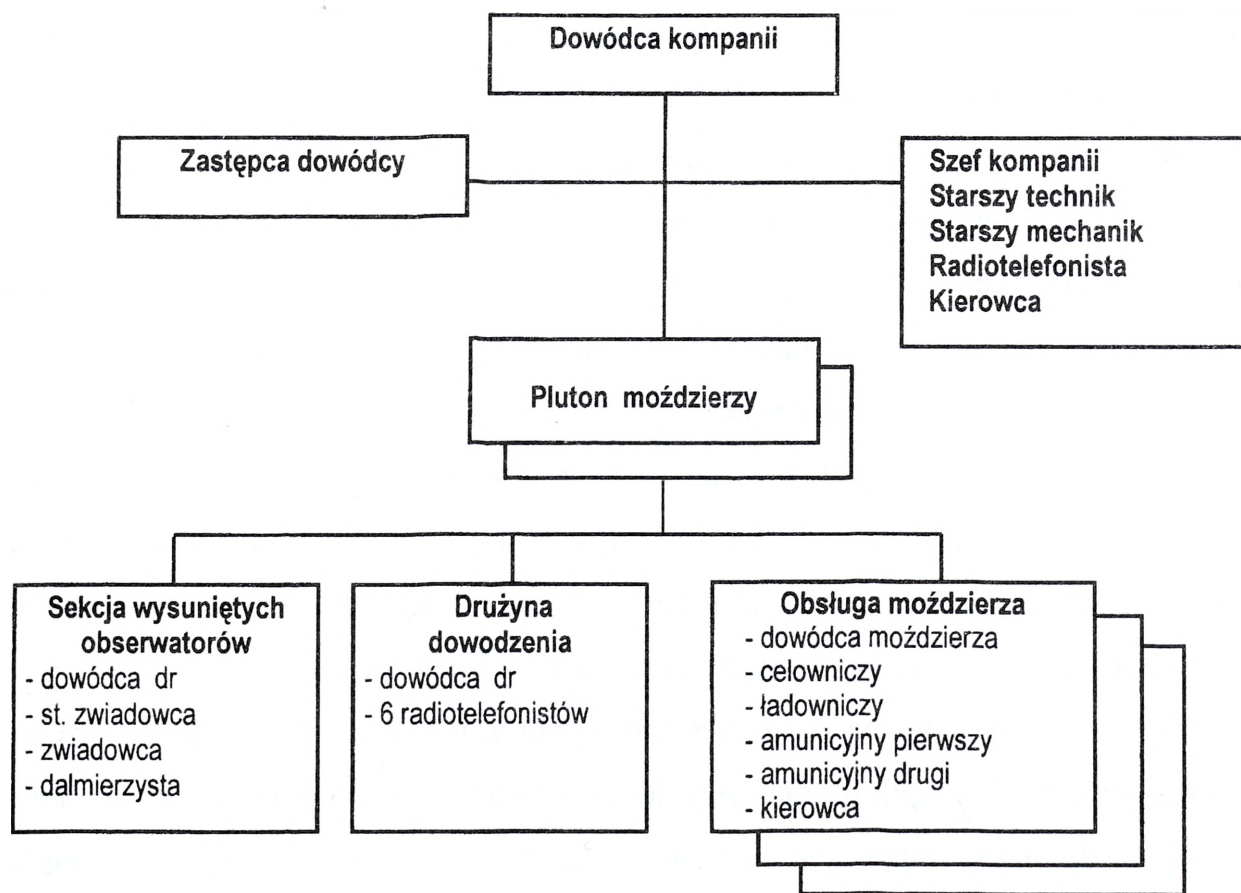 Dowódca kompanii
Zastępca dowódcy
Szef kompanii
Starszy technik
Starszy mechanik
Radiotelefonista
Kierowca
Pluton moździerzy
Sekcja wysuniętych
obserwatorów
- dowódca dr
- st. zwiadowca
- zwiadowca
- dalmierzysta
Drużyna
dowodzenia
- dowódca dr
- 6 radiotelefonistów
Obsługa moździerza
- dowódca moździerza
- celowniczy
- ładowniczy
- amunicyjny pierwszy
- amunicyjny drugi
- kierowca